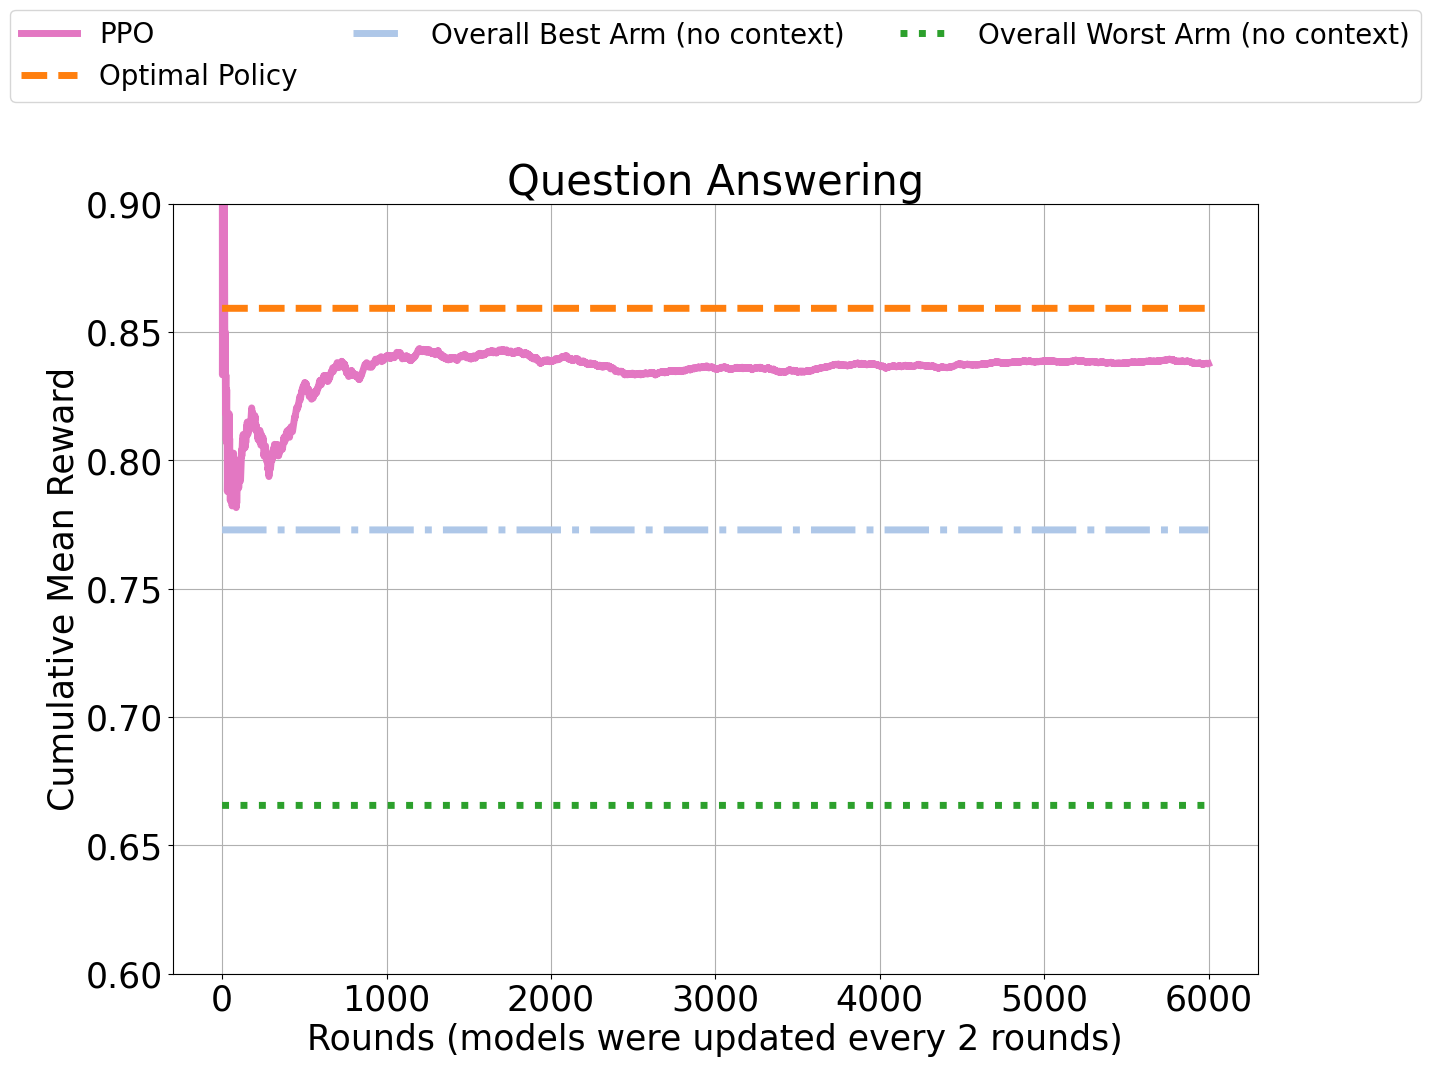 PPO
Optimal Policy
Overall Best Arm (no context)
Overall Worst Arm (no context)
Question Answering
0.90
0.85
0.80
0.75
0.70
0.65
0.60
Cumulative Mean Reward
0 1000 2000 3000 4000 5000 6000
Rounds (models were updated every 2 rounds)